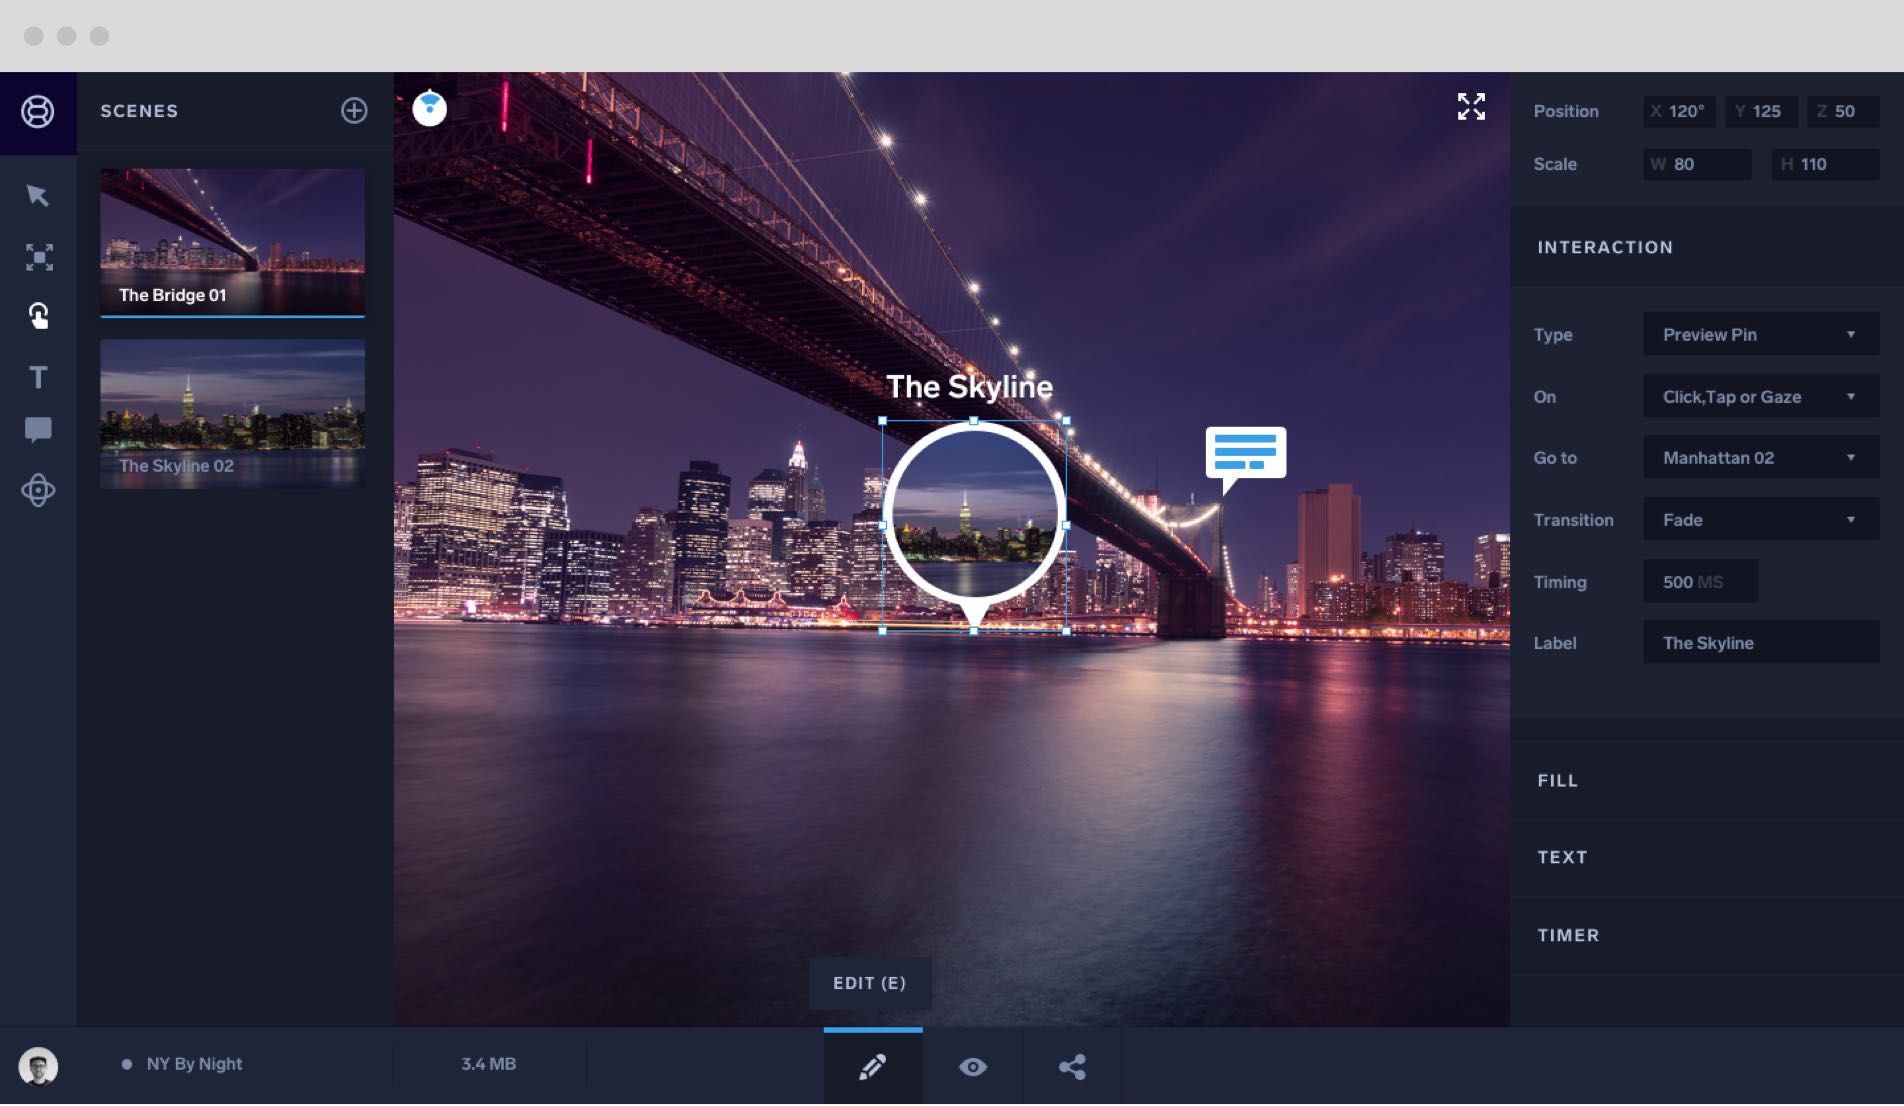 SCENES
The Bridge 01
The Skyline 02
The Skyline
Position X 120° Y 125 Z 50
Scale W 80 H 110
INTERACTION
Type Preview Pin
On Click,Tap or Gaze
Go to Manhattan 02
Transition Fade
Timing 500 MS
Label The Skyline
FILL
TEXT
TIMER
EDIT (E)
NY By Night
3.4 MB